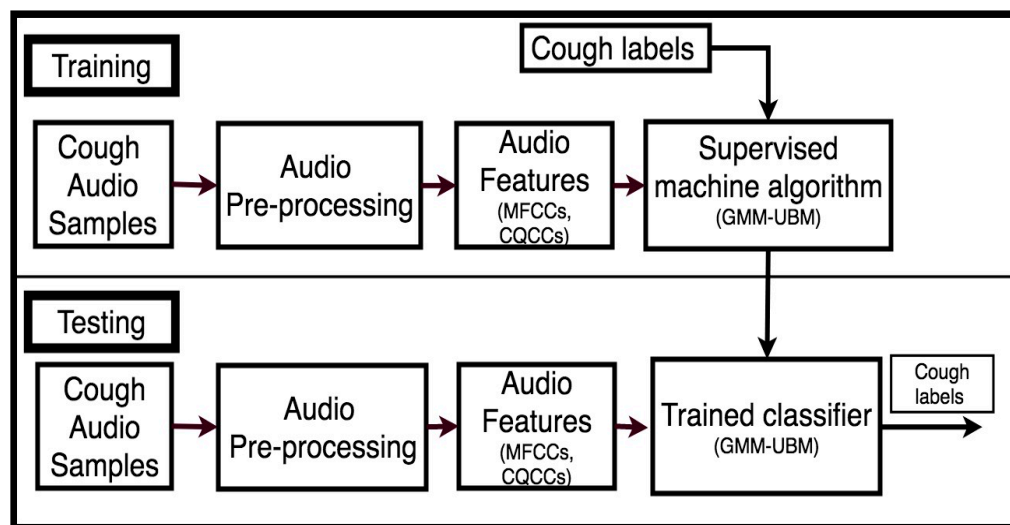 Training
Cough labels
Cough
Audio
Samples
Audio
Pre-processing
Audio
Features
(MFCCs,
CQCCs)
Supervised
machine algorithm
(GMM-UBM)
Testing
Cough
Audio
Samples
Audio
Pre-processing
Audio
Features
(MFCCs,
CQCCs)
Trained classifier
(GMM-UBM)
Cough
labels